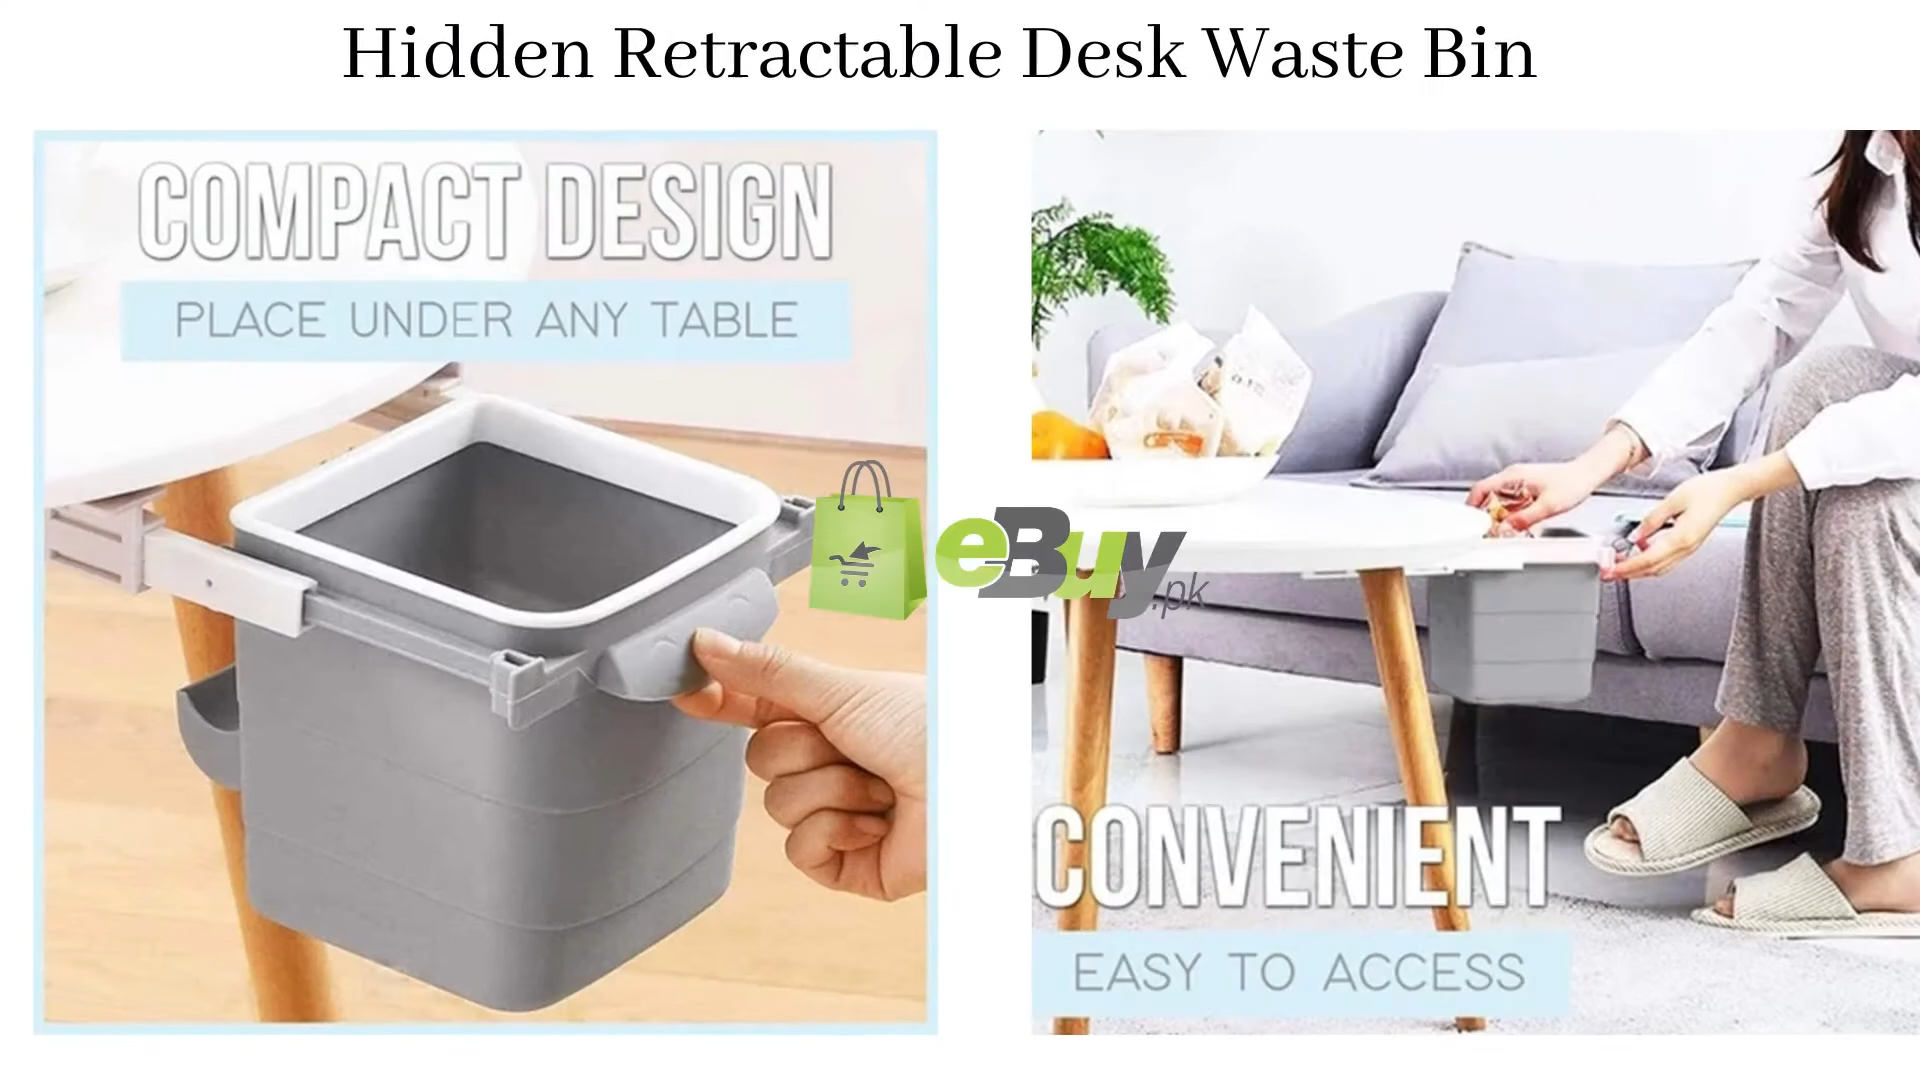 Hidden Retractable Desk Waste Bin
COMPACT DESIGN
PLACE UNDER ANY TABLE
eBuy
.pk
CONVENIENT
EASY TO ACCESS